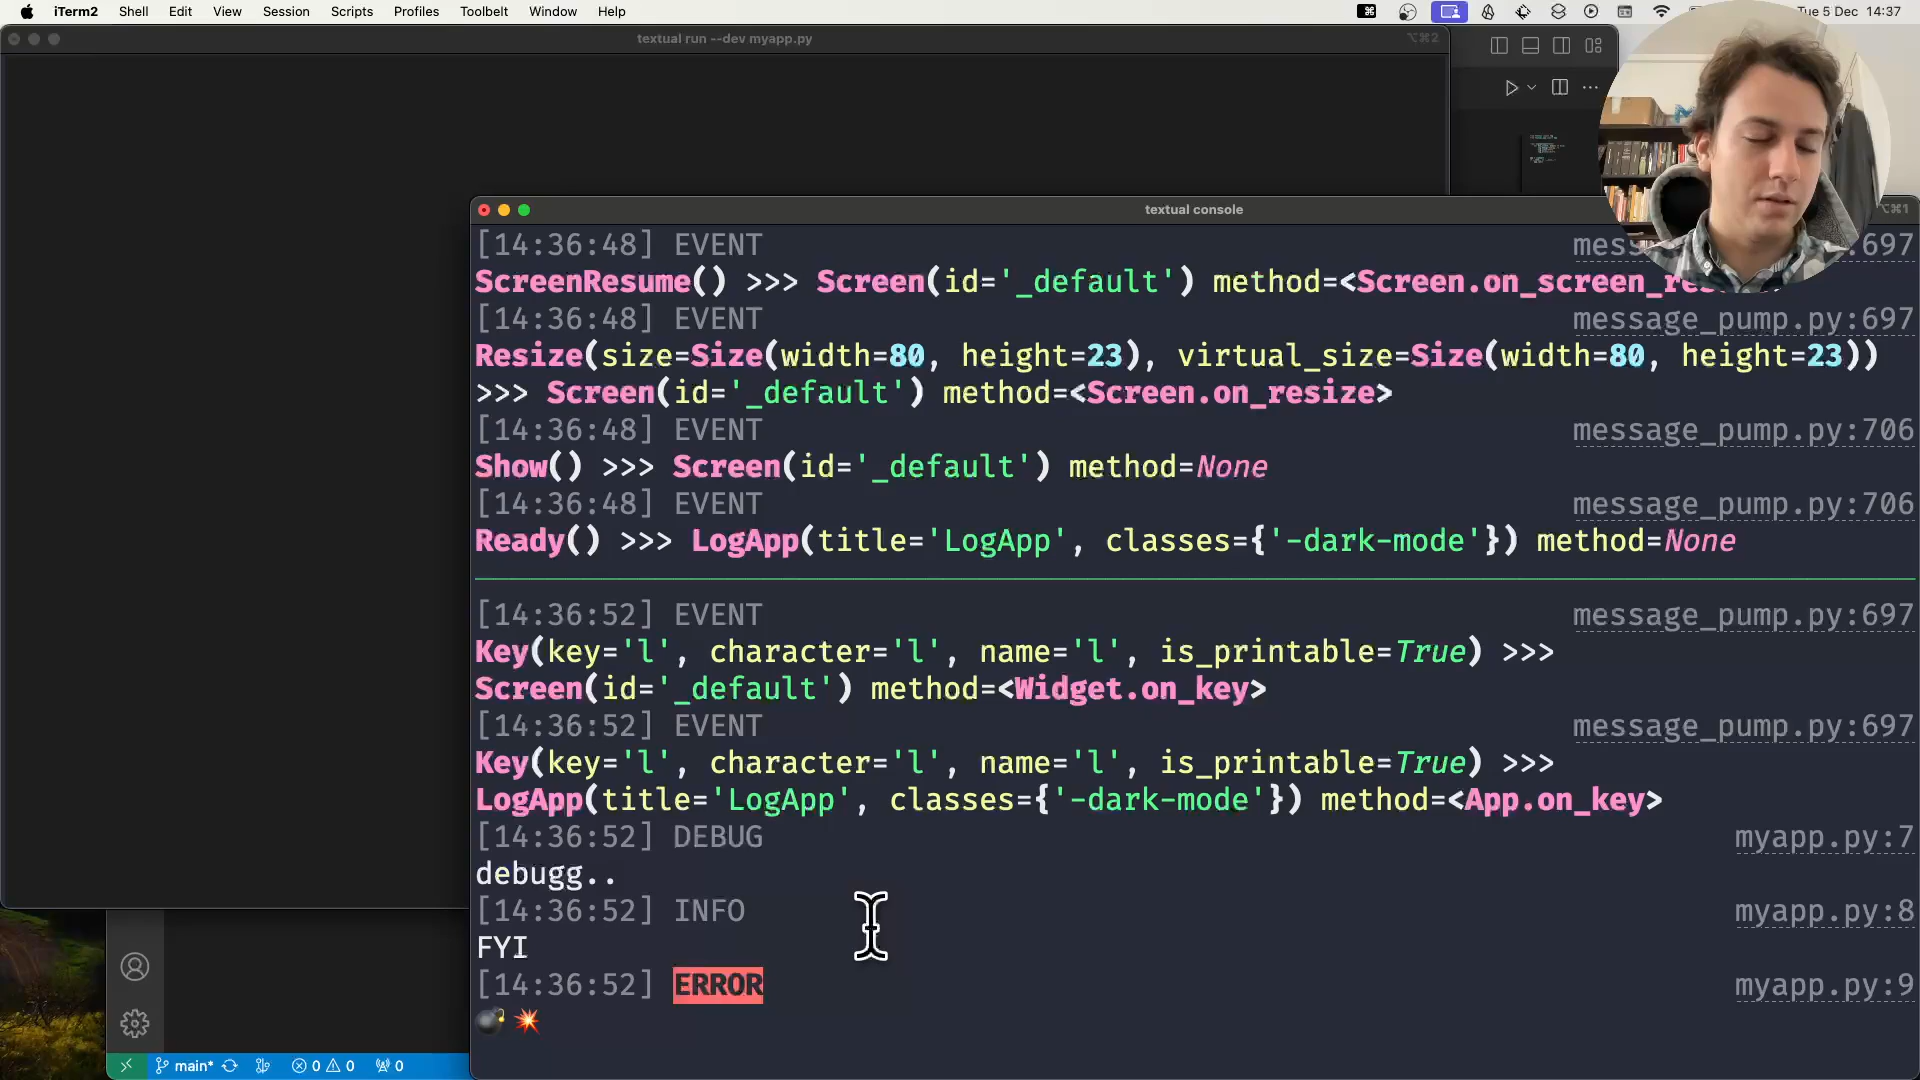 iTerm2 Shell Edit View Session Scripts Profiles Toolbelt Window Help
Tue 5 Dec 14:37
textual run --dev myapp.py
⌥⌘2
textual console
⌥⌘1
[14:36:48] EVENT 697
ScreenResume() >>> Screen(id='_default') method=<Screen.on_screen_re
[14:36:48] EVENT message_pump.py:697
Resize(size=Size(width=80, height=23), virtual_size=Size(width=80, height=23))
>>> Screen(id='_default') method=<Screen.on_resize>
[14:36:48] EVENT message_pump.py:706
Show() >>> Screen(id='_default') method=None
[14:36:48] EVENT message_pump.py:706
Ready() >>> LogApp(title='LogApp', classes={'-dark-mode'}) method=None
[14:36:52] EVENT message_pump.py:697
Key(key='l', character='l', name='l', is_printable=True) >>>
Screen(id='_default') method=<Widget.on_key>
[14:36:52] EVENT message_pump.py:697
Key(key='l', character='l', name='l', is_printable=True) >>>
LogApp(title='LogApp', classes={'-dark-mode'}) method=<App.on_key>
[14:36:52] DEBUG myapp.py:7
debugg..
[14:36:52] INFO myapp.py:8
FYI
[14:36:52] ERROR myapp.py:9
💣💥
main* 0 0 0